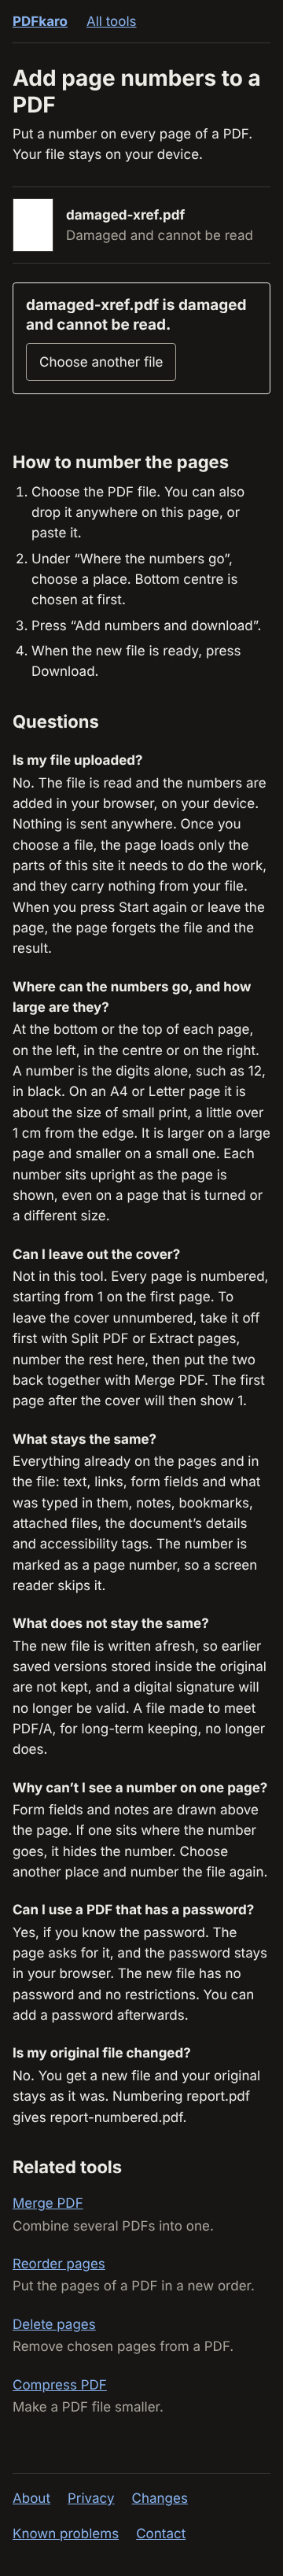 PDFkaro All tools
Add page numbers to a
PDF
Put a number on every page of a PDF.
Your file stays on your device.
damaged-xref.pdf
Damaged and cannot be read
damaged-xref.pdf is damaged
and cannot be read.
Choose another file
How to number the pages
1. Choose the PDF file. You can also
drop it anywhere on this page, or
paste it.
2. Under “Where the numbers go”,
choose a place. Bottom centre is
chosen at first.
3. Press “Add numbers and download”.
4. When the new file is ready, press
Download.
Questions
Is my file uploaded?
No. The file is read and the numbers are
added in your browser, on your device.
Nothing is sent anywhere. Once you
choose a file, the page loads only the
parts of this site it needs to do the work,
and they carry nothing from your file.
When you press Start again or leave the
page, the page forgets the file and the
result.
Where can the numbers go, and how
large are they?
At the bottom or the top of each page,
on the left, in the centre or on the right.
A number is the digits alone, such as 12,
in black. On an A4 or Letter page it is
about the size of small print, a little over
1 cm from the edge. It is larger on a large
page and smaller on a small one. Each
number sits upright as the page is
shown, even on a page that is turned or
a different size.
Can I leave out the cover?
Not in this tool. Every page is numbered,
starting from 1 on the first page. To
leave the cover unnumbered, take it off
first with Split PDF or Extract pages,
number the rest here, then put the two
back together with Merge PDF. The first
page after the cover will then show 1.
What stays the same?
Everything already on the pages and in
the file: text, links, form fields and what
was typed in them, notes, bookmarks,
attached files, the document’s details
and accessibility tags. The number is
marked as a page number, so a screen
reader skips it.
What does not stay the same?
The new file is written afresh, so earlier
saved versions stored inside the original
are not kept, and a digital signature will
no longer be valid. A file made to meet
PDF/A, for long-term keeping, no longer
does.
Why can’t I see a number on one page?
Form fields and notes are drawn above
the page. If one sits where the number
goes, it hides the number. Choose
another place and number the file again.
Can I use a PDF that has a password?
Yes, if you know the password. The
page asks for it, and the password stays
in your browser. The new file has no
password and no restrictions. You can
add a password afterwards.
Is my original file changed?
No. You get a new file and your original
stays as it was. Numbering report.pdf
gives report-numbered.pdf.
Related tools
Merge PDF
Combine several PDFs into one.
Reorder pages
Put the pages of a PDF in a new order.
Delete pages
Remove chosen pages from a PDF.
Compress PDF
Make a PDF file smaller.
About Privacy Changes
Known problems Contact